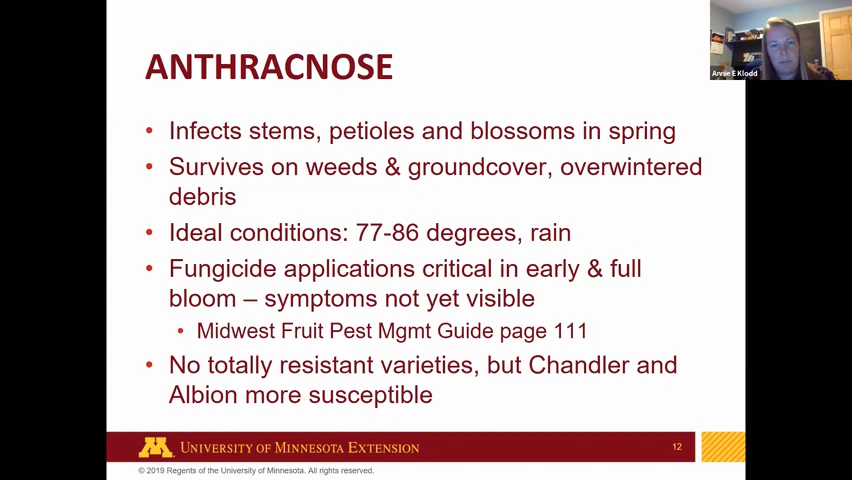 ANTHRACNOSE
Annie E Klodd
• Infects stems, petioles and blossoms in spring
• Survives on weeds & groundcover, overwintered
debris
• Ideal conditions: 77-86 degrees, rain
• Fungicide applications critical in early & full
bloom – symptoms not yet visible
• Midwest Fruit Pest Mgmt Guide page 111
• No totally resistant varieties, but Chandler and
Albion more susceptible
M UNIVERSITY OF MINNESOTA EXTENSION
12
© 2019 Regents of the University of Minnesota. All rights reserved.